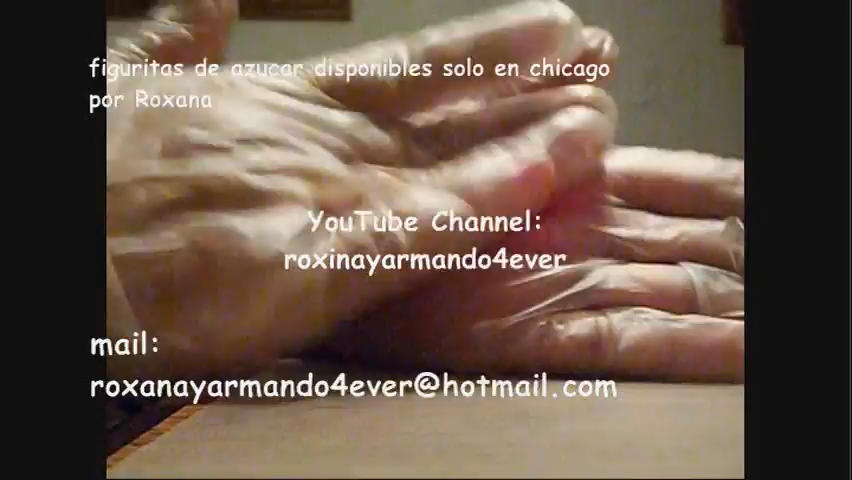 figuritas de azucar disponibles solo en chicago
por Roxana
YouTube Channel:
roxinayarmando4ever
mail:
roxanayarmando4ever@hotmail.com